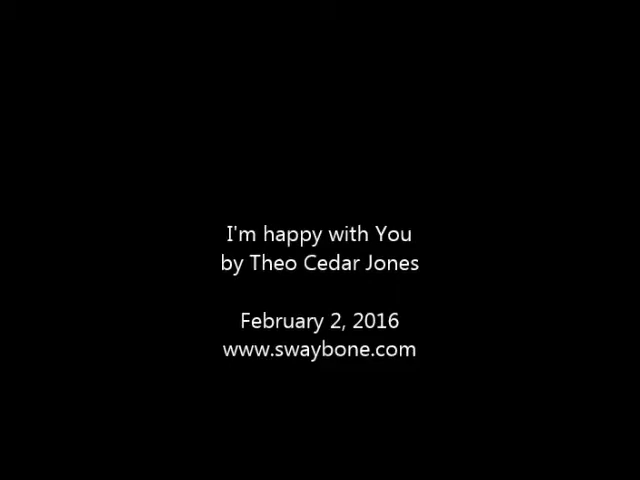 I'm happy with You
by Theo Cedar Jones
February 2, 2016
www.swaybone.com